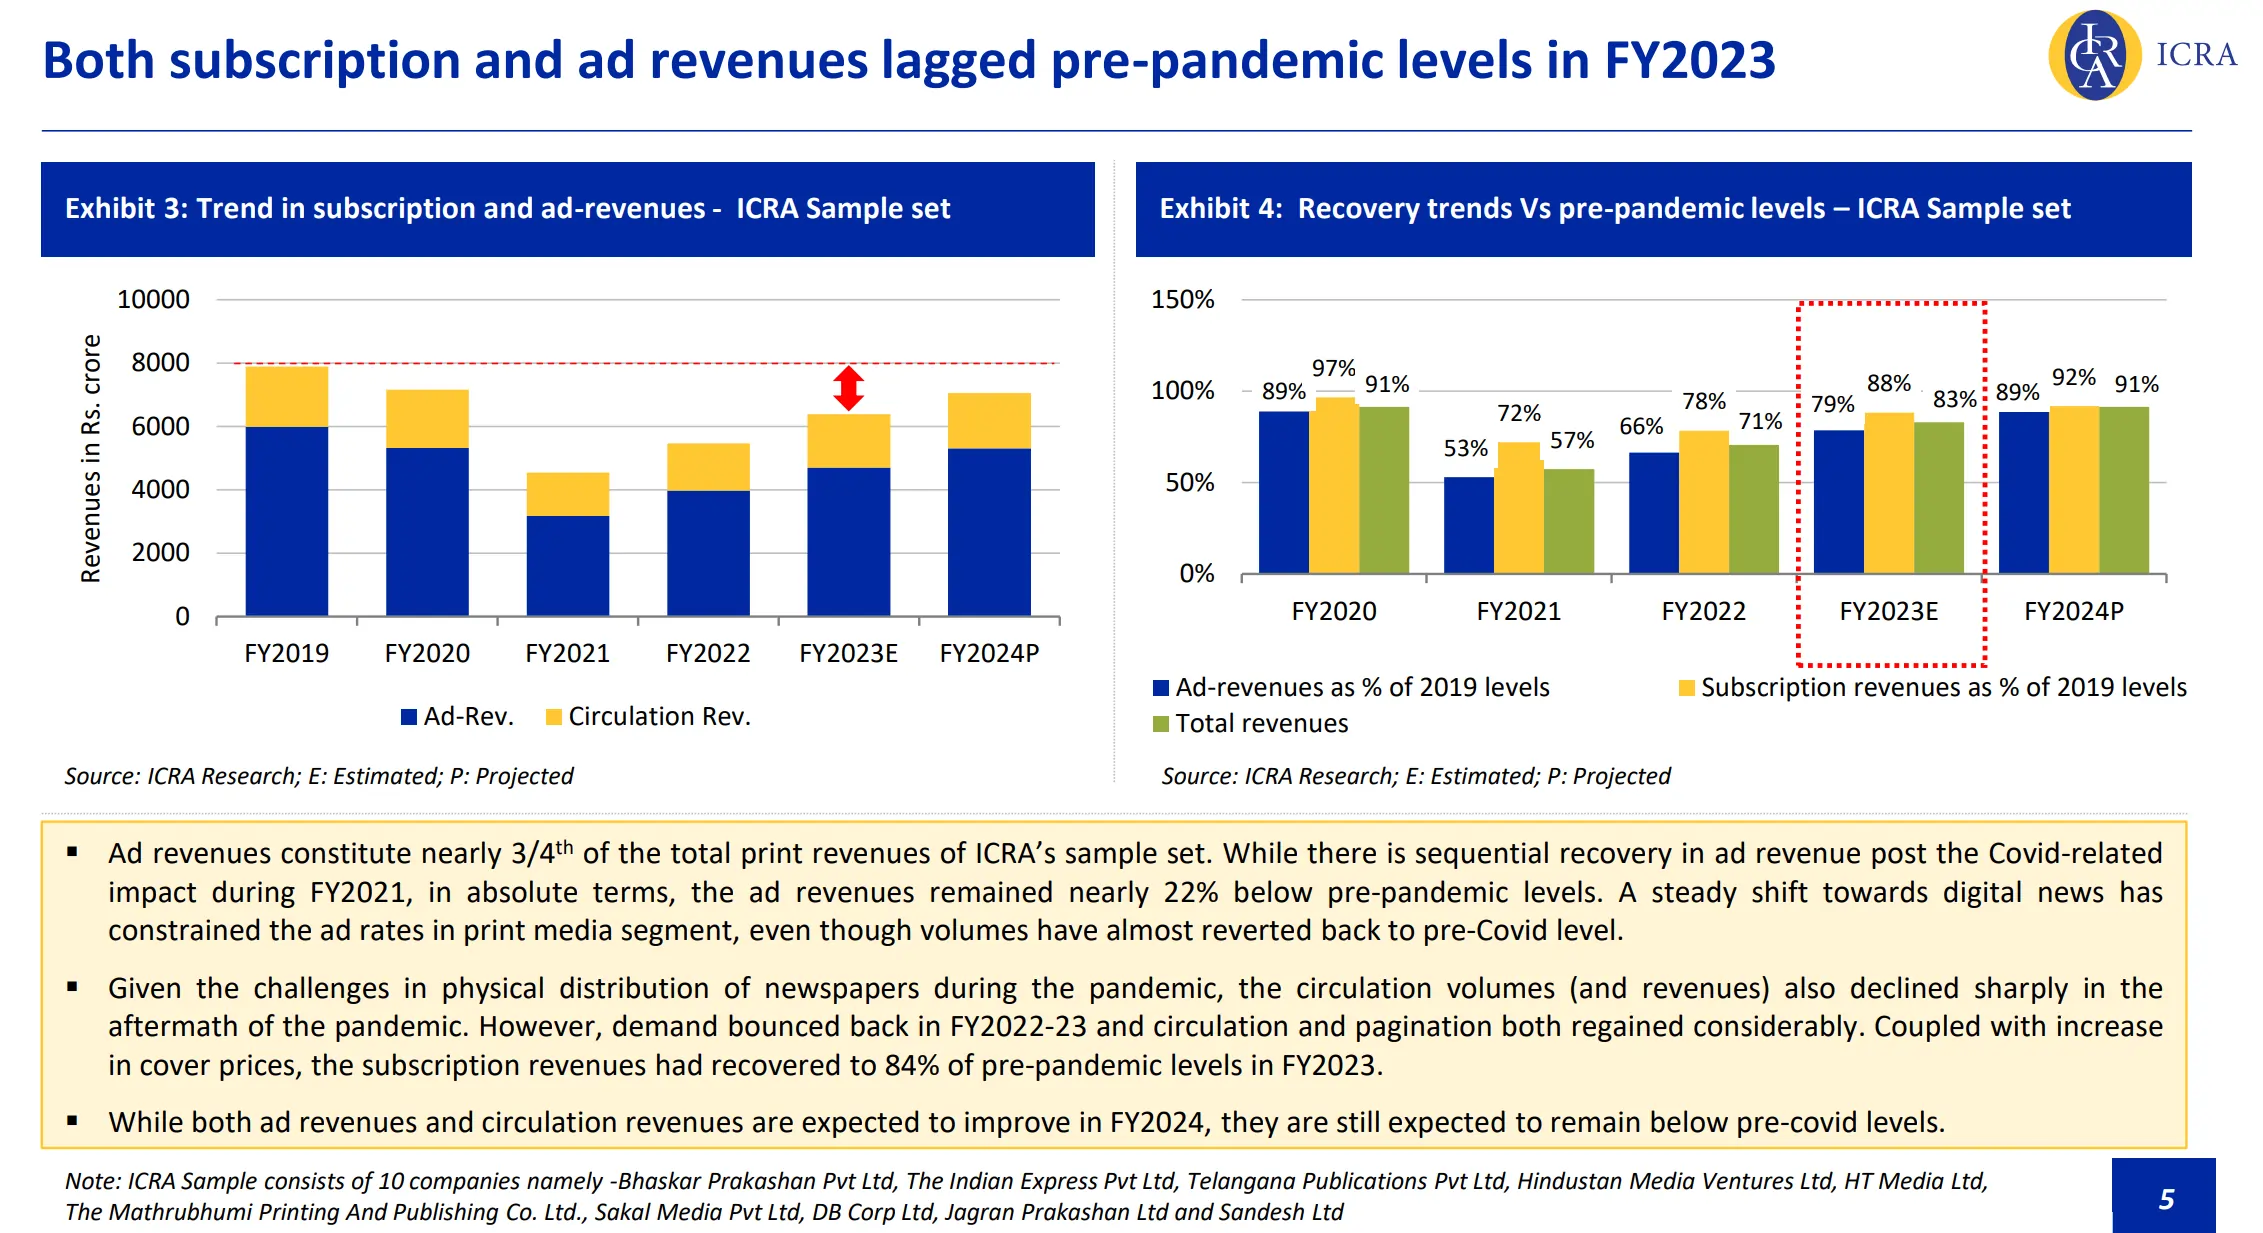 Both subscription and ad revenues lagged pre-pandemic levels in FY2023
ICRA
ICRA
Exhibit 3: Trend in subscription and ad-revenues - ICRA Sample set
Revenues in Rs. crore
10000
8000
6000
4000
2000
0
FY2019 FY2020 FY2021 FY2022 FY2023E FY2024P
Ad-Rev. Circulation Rev.
Source: ICRA Research; E: Estimated; P: Projected
Exhibit 4: Recovery trends Vs pre-pandemic levels – ICRA Sample set
150%
100%
50%
0%
89% 97% 91%
53% 72% 57%
66% 78% 71%
79% 88% 83%
89% 92% 91%
FY2020 FY2021 FY2022 FY2023E FY2024P
Ad-revenues as % of 2019 levels Subscription revenues as % of 2019 levels
Total revenues
Source: ICRA Research; E: Estimated; P: Projected
▪ Ad revenues constitute nearly 3/4th of the total print revenues of ICRA's sample set. While there is sequential recovery in ad revenue post the Covid-related
impact during FY2021, in absolute terms, the ad revenues remained nearly 22% below pre-pandemic levels. A steady shift towards digital news has
constrained the ad rates in print media segment, even though volumes have almost reverted back to pre-Covid level.
▪ Given the challenges in physical distribution of newspapers during the pandemic, the circulation volumes (and revenues) also declined sharply in the
aftermath of the pandemic. However, demand bounced back in FY2022-23 and circulation and pagination both regained considerably. Coupled with increase
in cover prices, the subscription revenues had recovered to 84% of pre-pandemic levels in FY2023.
▪ While both ad revenues and circulation revenues are expected to improve in FY2024, they are still expected to remain below pre-covid levels.
Note: ICRA Sample consists of 10 companies namely -Bhaskar Prakashan Pvt Ltd, The Indian Express Pvt Ltd, Telangana Publications Pvt Ltd, Hindustan Media Ventures Ltd, HT Media Ltd,
The Mathrubhumi Printing And Publishing Co. Ltd., Sakal Media Pvt Ltd, DB Corp Ltd, Jagran Prakashan Ltd and Sandesh Ltd
5